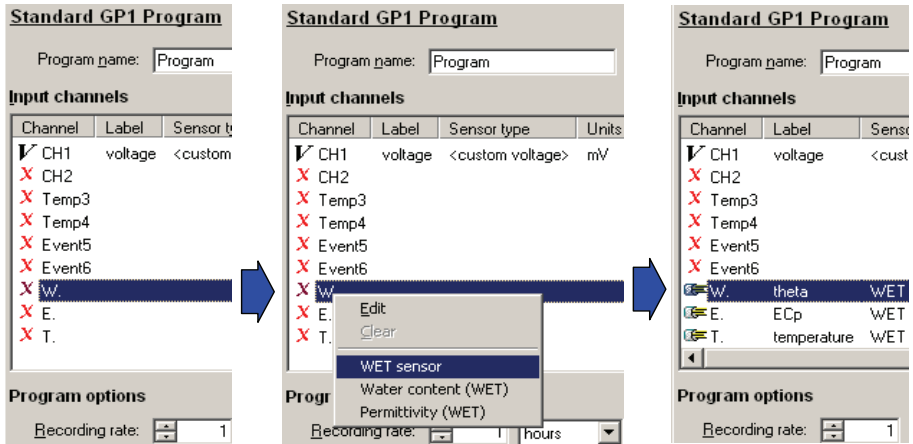 Standard GP1 Program
Program name: Program
Input channels
Channel Label Sensor t
V CH1 voltage <custom
X CH2
X Temp3
X Temp4
X Event5
X Event6
X W.
X E.
X T.
Program options
Recording rate: 1
Standard GP1 Program
Program name: Program
Input channels
Channel Label Sensor type Units
V CH1 voltage <custom voltage> mV
X CH2
X Temp3
X Temp4
X Event5
X Event6
X W.
X E.
X T.
Edit
Clear
WET sensor
Water content (WET)
Permittivity (WET)
Progr
Recording rate: 1 hours
Standard GP1 Program
Program name: Program
Input channels
Channel Label Senso
V CH1 voltage <cust
X CH2
X Temp3
X Temp4
X Event5
X Event6
W. theta WET
E. ECp WET
T. temperature WET
Program options
Recording rate: 1